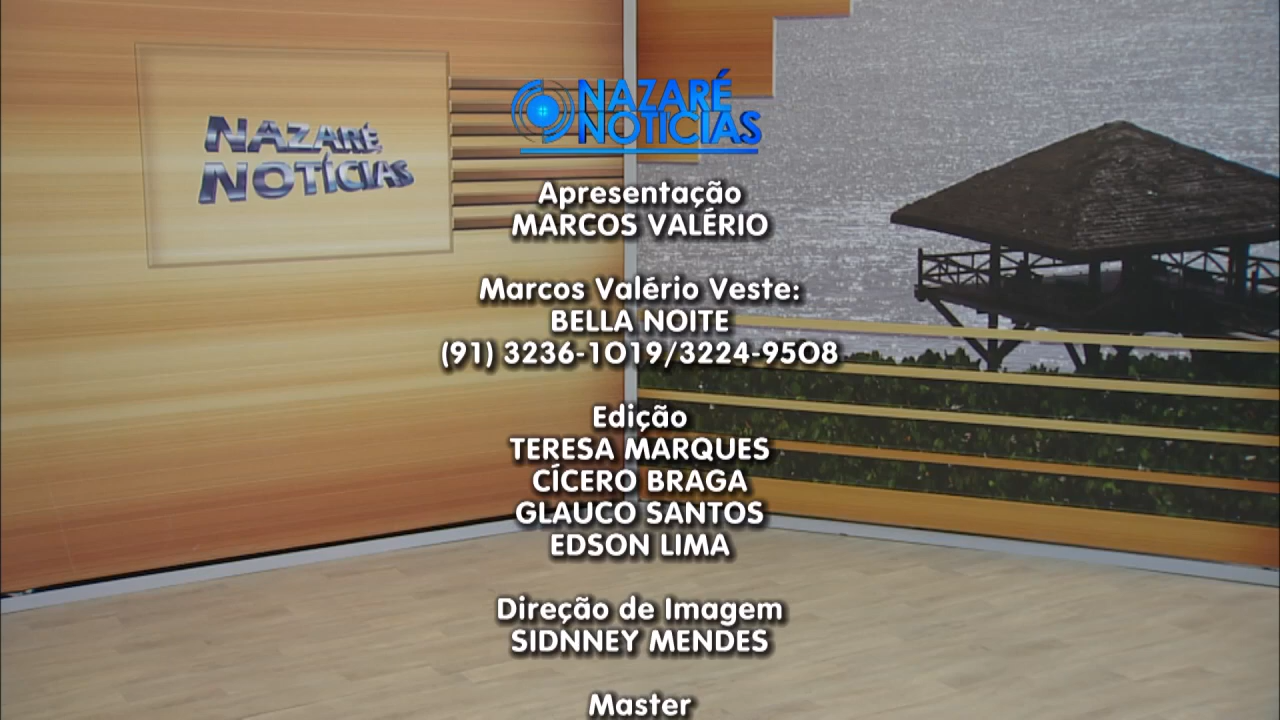 NAZARÉ
NOTÍCIAS
NAZARÉ
NOTÍCIAS
Apresentação
MARCOS VALÉRIO
Marcos Valério Veste:
BELLA NOITE
(91) 3236-1019/3224-9508
Edição
TERESA MARQUES
CÍCERO BRAGA
GLAUCO SANTOS
EDSON LIMA
Direção de Imagem
SIDNNEY MENDES
Master